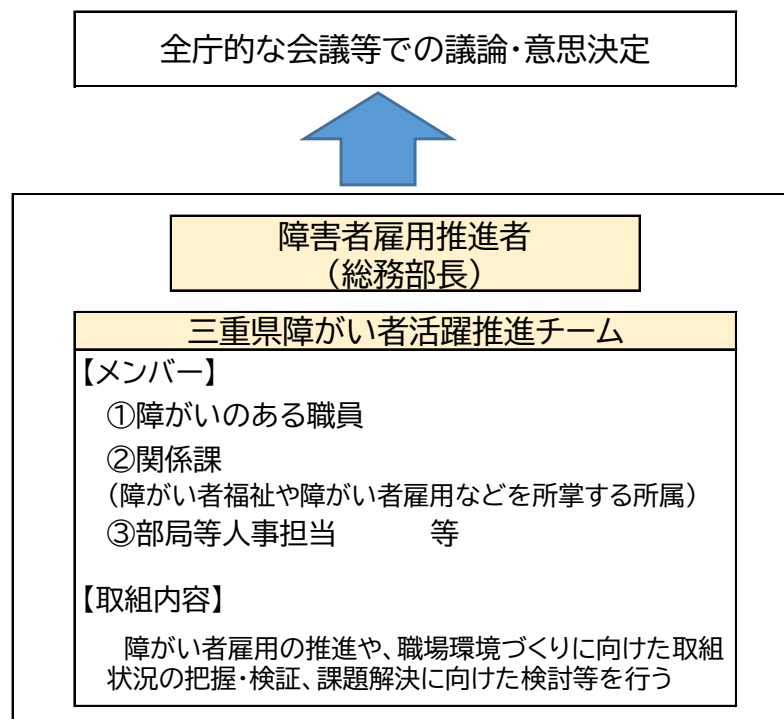 全庁的な会議等での議論・意思決定
障害者雇用推進者
（総務部長）
三重県障がい者活躍推進チーム
【メンバー】
①障がいのある職員
②関係課
（障がい者福祉や障がい者雇用などを所掌する所属）
③部局等人事担当　　　等
【取組内容】
障がい者雇用の推進や、職場環境づくりに向けた取組
状況の把握・検証、課題解決に向けた検討等を行う